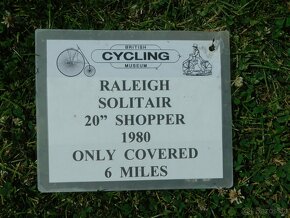 BRITISH
CYCLING
MUSEUM
RALEIGH
SOLITAIR
20” SHOPPER
1980
ONLY COVERED
6 MILES